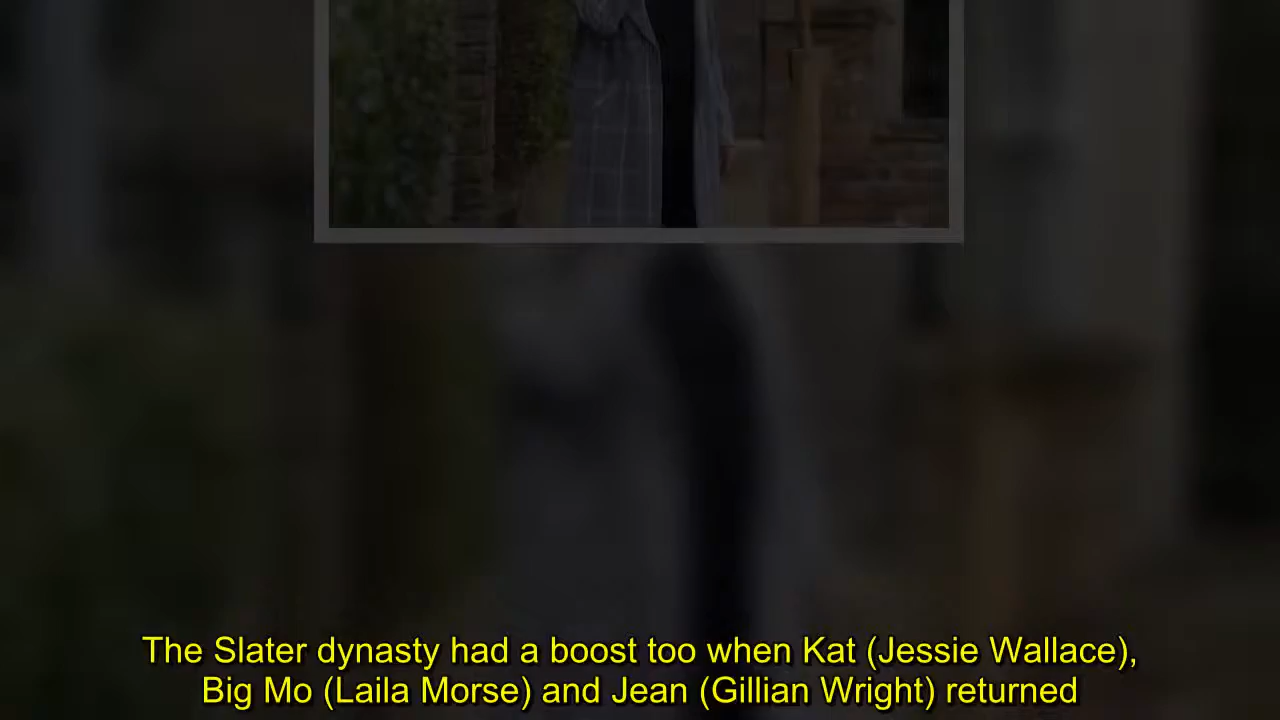 The Slater dynasty had a boost too when Kat (Jessie Wallace),
Big Mo (Laila Morse) and Jean (Gillian Wright) returned